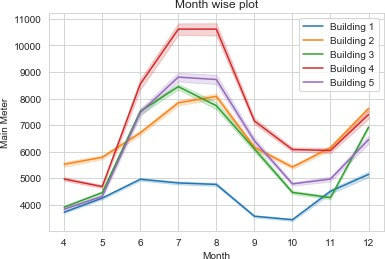 Month wise plot
11000
10000
9000
8000
7000
6000
5000
4000
Main Meter
Building 1
Building 2
Building 3
Building 4
Building 5
4 5 6 7 8 9 10 11 12
Month